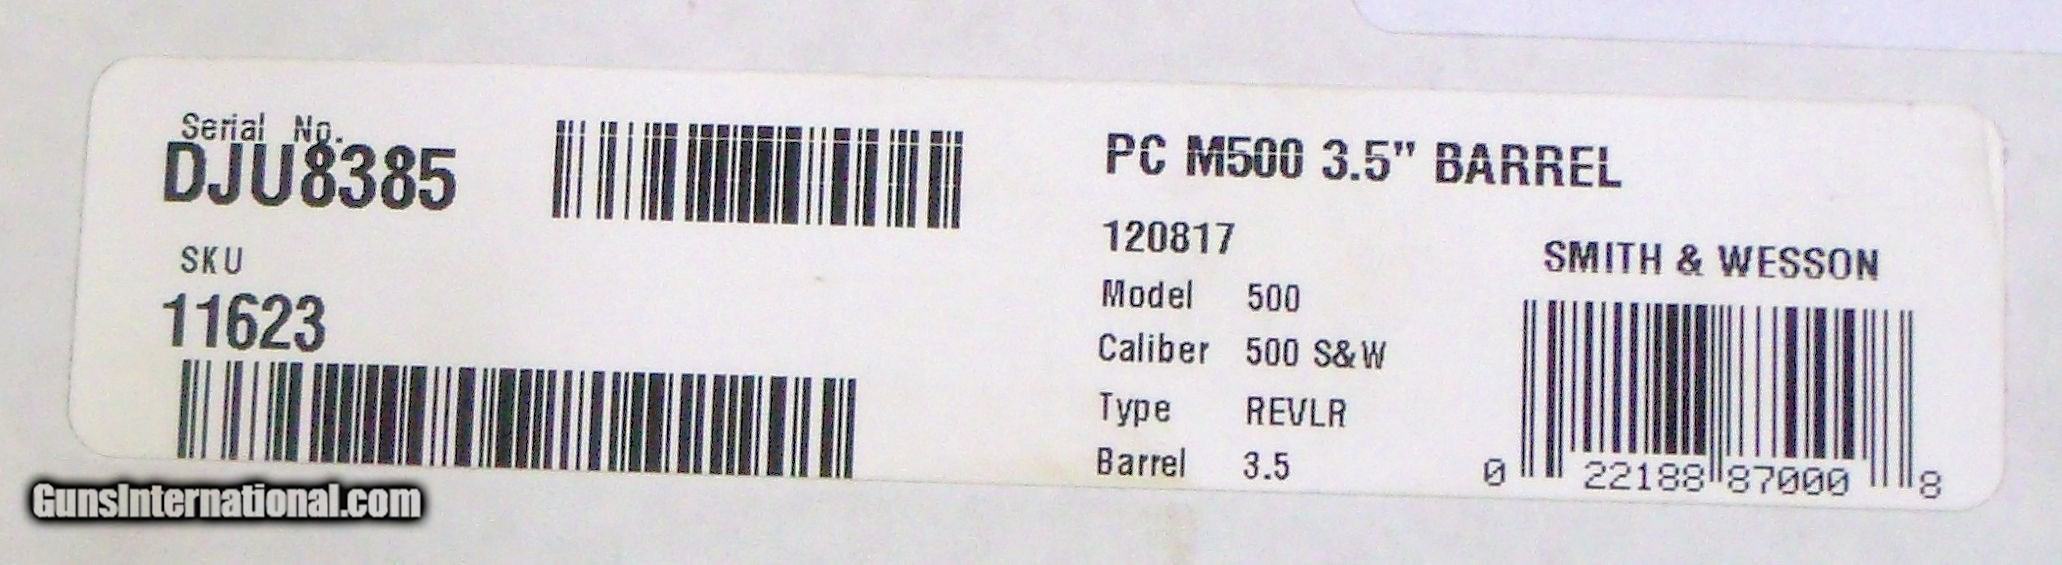 Serial No.
DJU8385
SKU
11623
PC M500 3.5" BARREL
120817
Model 500
Caliber 500 S&W
Type REVLR
Barrel 3.5
SMITH & WESSON
0 22188 87000 8
GunsInternational.com